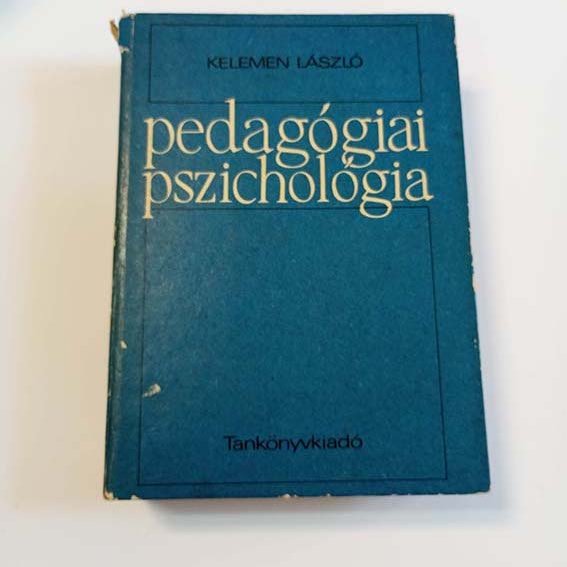 KELEMEN LÁSZLÓ
pedagógiai
pszichológia
Tankönyvkiadó